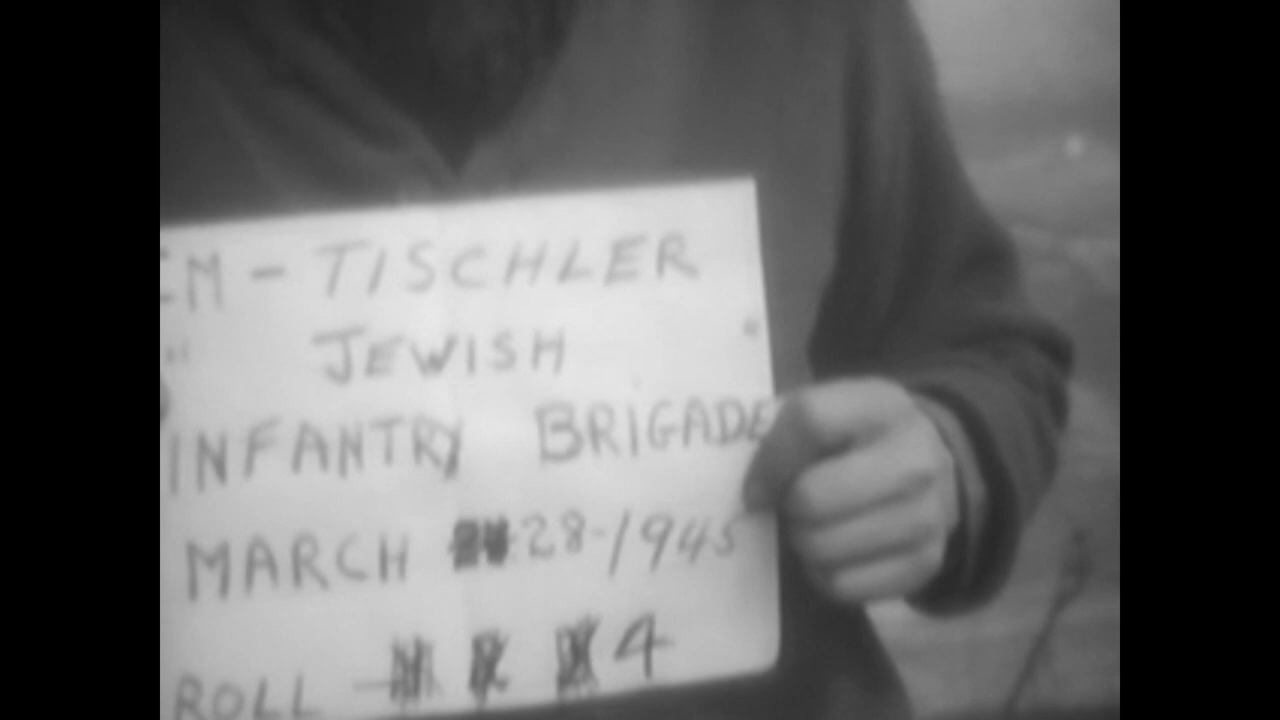 M - TISCHLER
" JEWISH
INFANTRY BRIGADE
MARCH 28-1945
ROLL 4